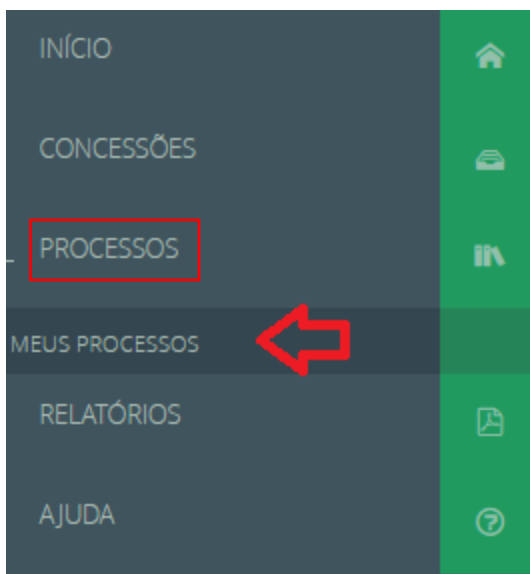 INÍCIO
CONCESSÕES
PROCESSOS
MEUS PROCESSOS
RELATÓRIOS
AJUDA